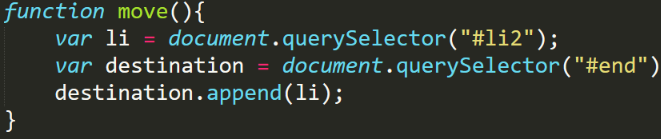 function move(){
    var li = document.querySelector("#li2");
    var destination = document.querySelector("#end")
    destination.append(li);
}